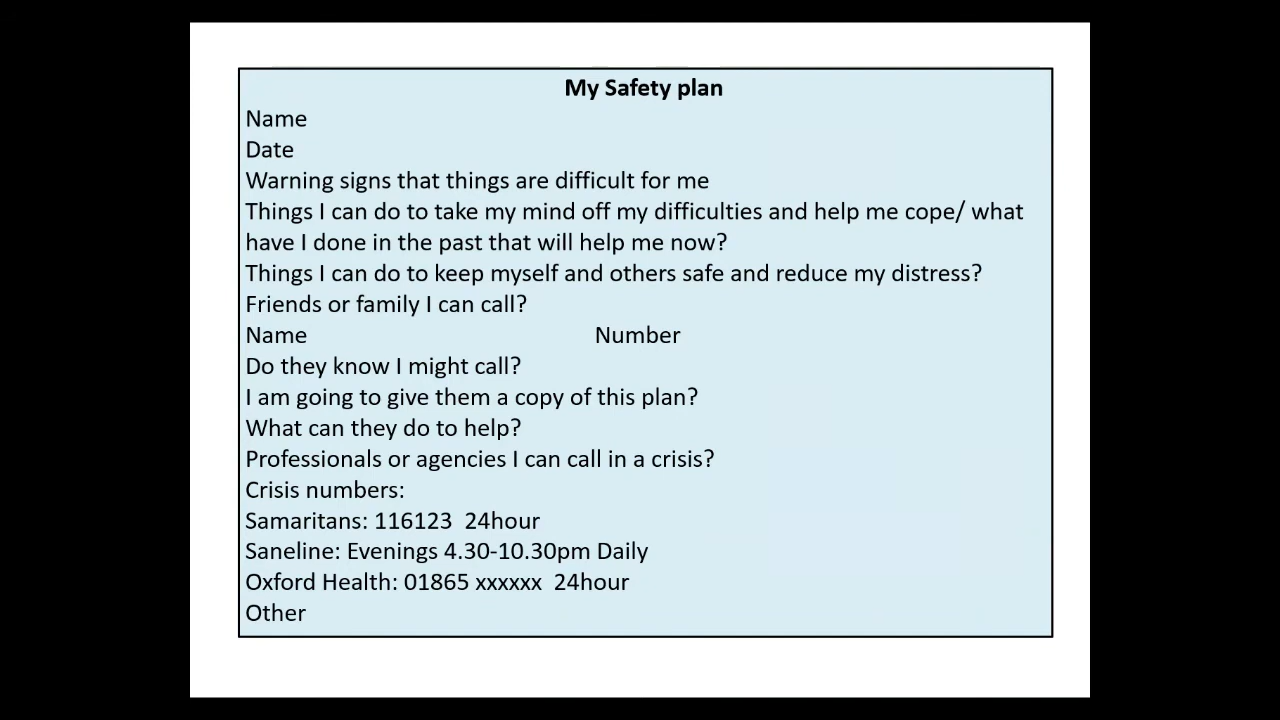 My Safety plan
Name
Date
Warning signs that things are difficult for me
Things I can do to take my mind off my difficulties and help me cope/ what
have I done in the past that will help me now?
Things I can do to keep myself and others safe and reduce my distress?
Friends or family I can call?
Name Number
Do they know I might call?
I am going to give them a copy of this plan?
What can they do to help?
Professionals or agencies I can call in a crisis?
Crisis numbers:
Samaritans: 116123 24hour
Saneline: Evenings 4.30-10.30pm Daily
Oxford Health: 01865 xxxxxx 24hour
Other